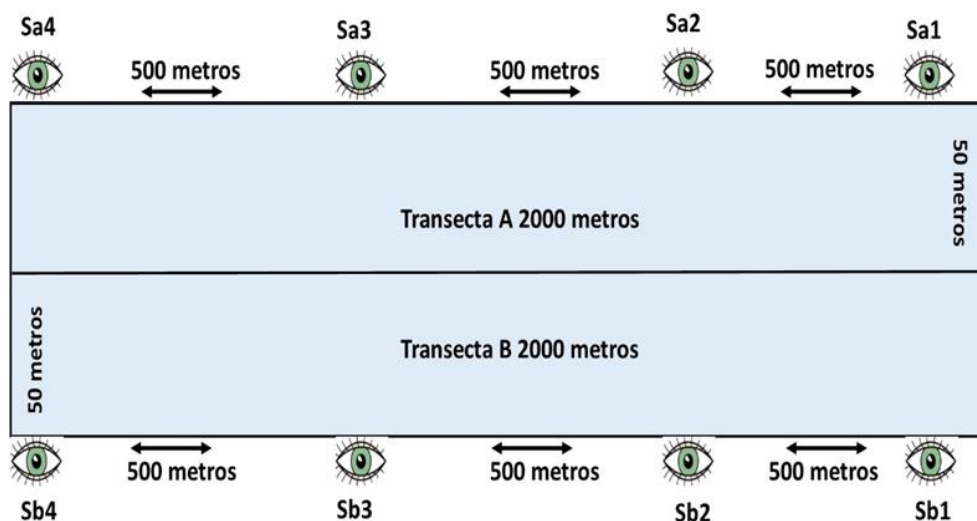 Sa4
Sa3
Sa2
Sa1
500 metros
500 metros
500 metros
50 metros
Transecta A 2000 metros
50 metros
Transecta B 2000 metros
500 metros
500 metros
500 metros
Sb4
Sb3
Sb2
Sb1